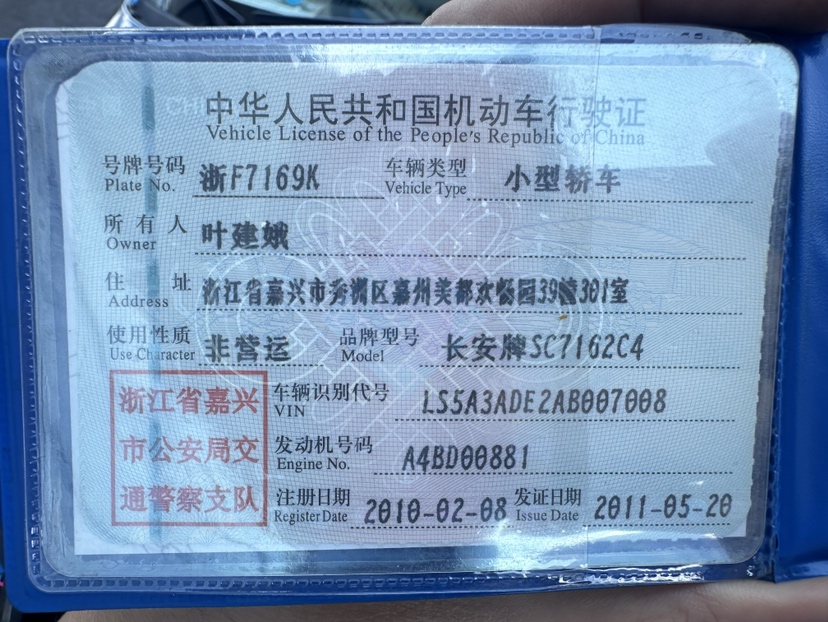 中华人民共和国机动车行驶证
Vehicle License of the People's Republic of China
号牌号码 浙F7169K 车辆类型 小型轿车
Plate No. Vehicle Type
所有人 叶建娥
Owner
住址 浙江省嘉兴市秀洲区嘉州美都欢畅园39幢301室
Address
使用性质 非营运 品牌型号 长安牌SC7162C4
Use Character Model
浙江省嘉兴 车辆识别代号 LS5A3ADE2AB007008
VIN
市公安局交 发动机号码 A4BD00881
Engine No.
通警察支队 注册日期 2010-02-08 发证日期 2011-05-20
Register Date Issue Date